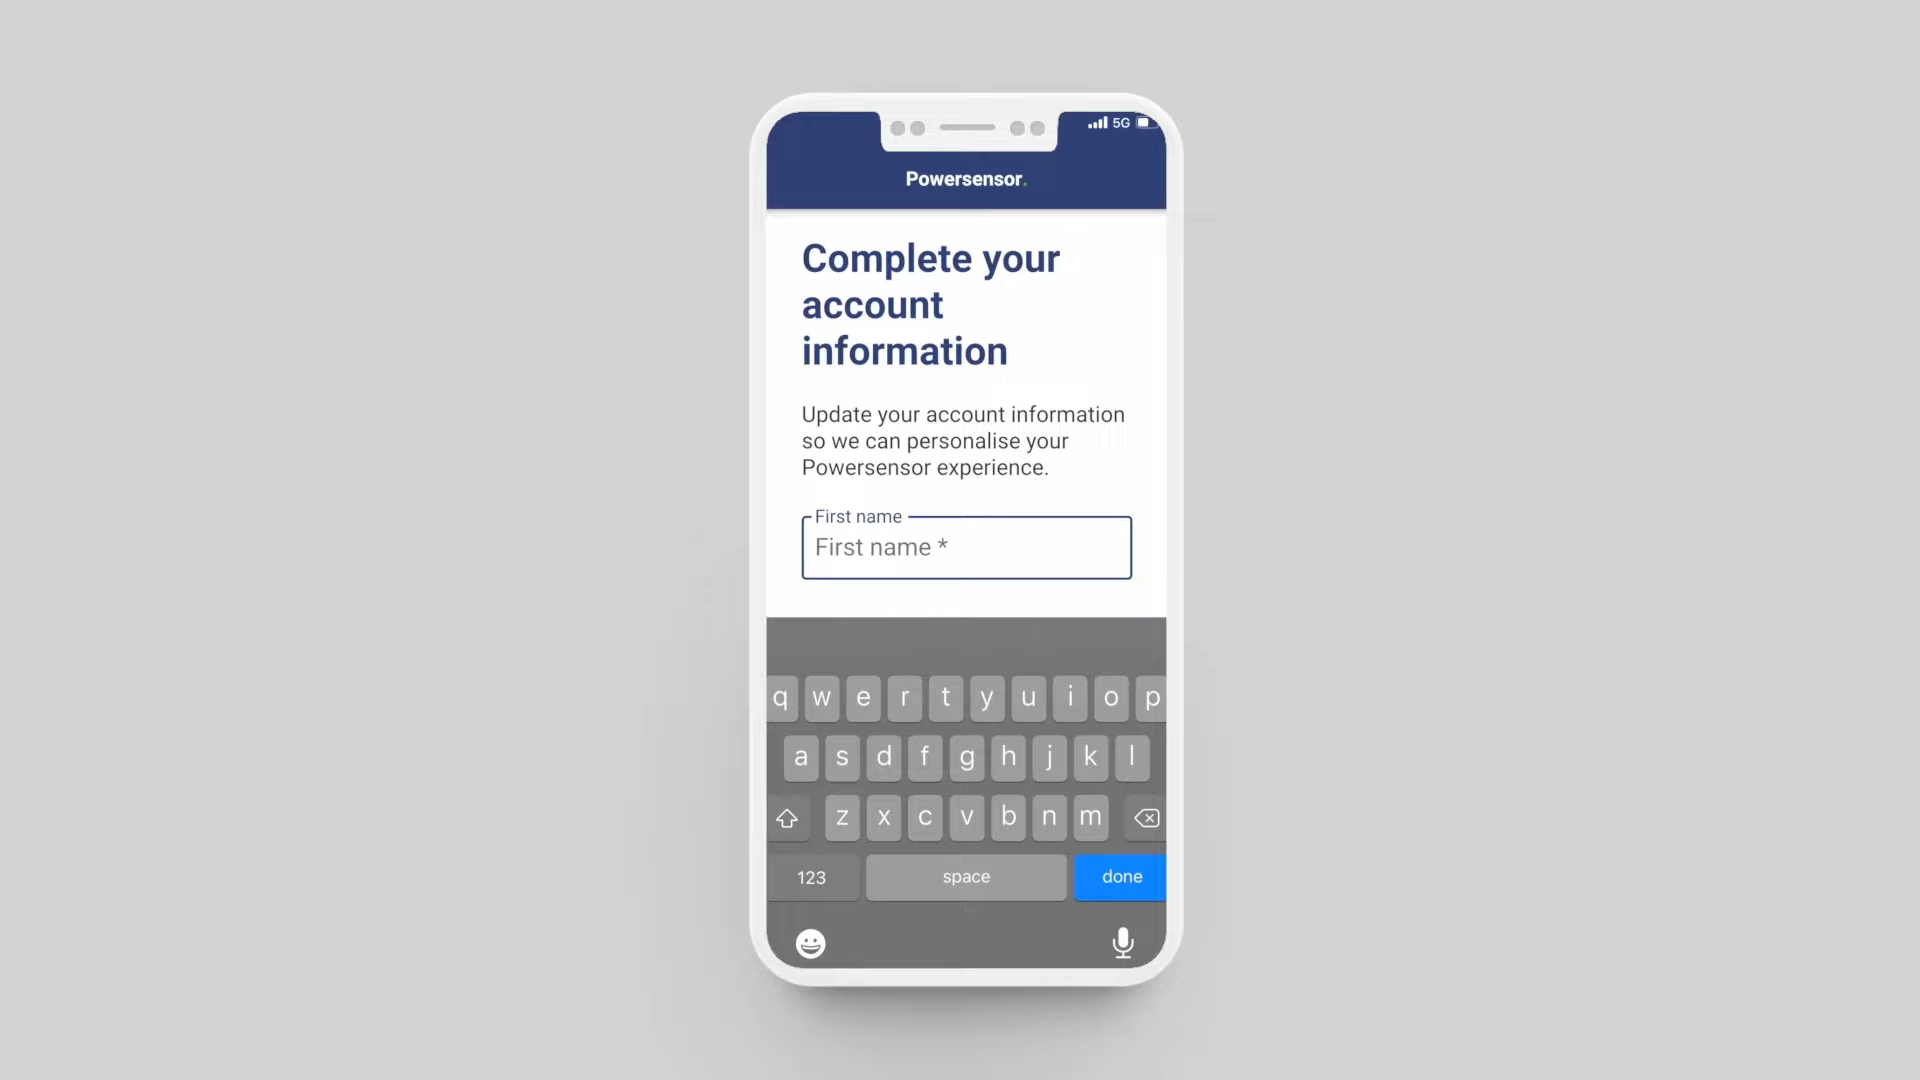 5G
Powersensor.
Complete your
account
information
Update your account information
so we can personalise your
Powersensor experience.
First name
First name *
q w e r t y u i o p
a s d f g h j k l
z x c v b n m
123 space done